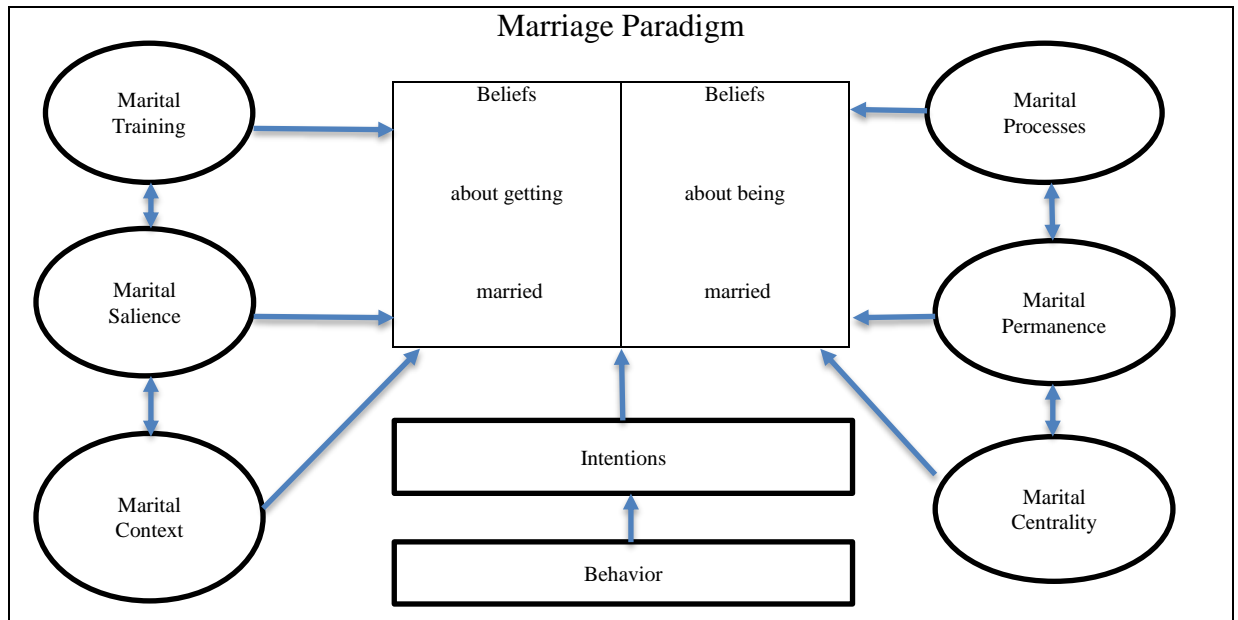 Marriage Paradigm
Marital
Training
Marital
Salience
Marital
Context
Beliefs
about getting
married
Beliefs
about being
married
Intentions
Behavior
Marital
Processes
Marital
Permanence
Marital
Centrality